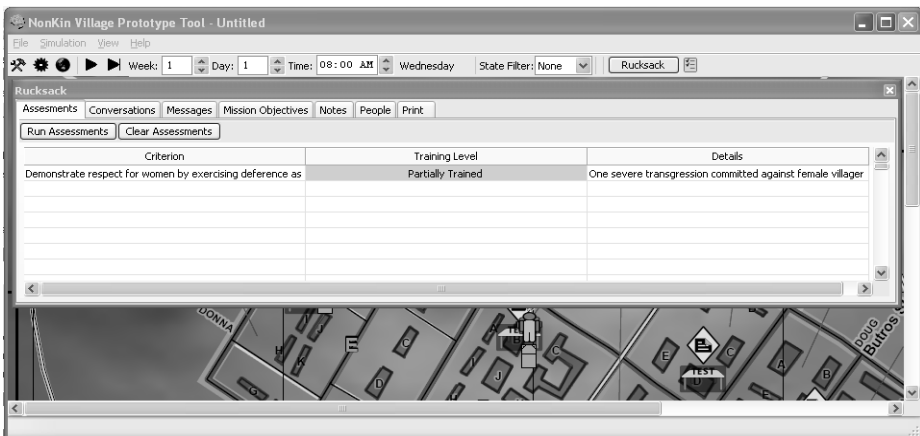 NonKin Village Prototype Tool - Untitled
File Simulation View Help
Week: 1 Day: 1 Time: 08:00 AM Wednesday State Filter: None Rucksack
Rucksack
Assesments Conversations Messages Mission Objectives Notes People Print
Run Assessments Clear Assessments
Criterion Training Level Details
Demonstrate respect for women by exercising deference as Partially Trained One severe transgression committed against female villager
DONNA
DOUG
Butros
J
C
A
B
C
E
E
C
A
H
K
J
TEST
B
G
D
D